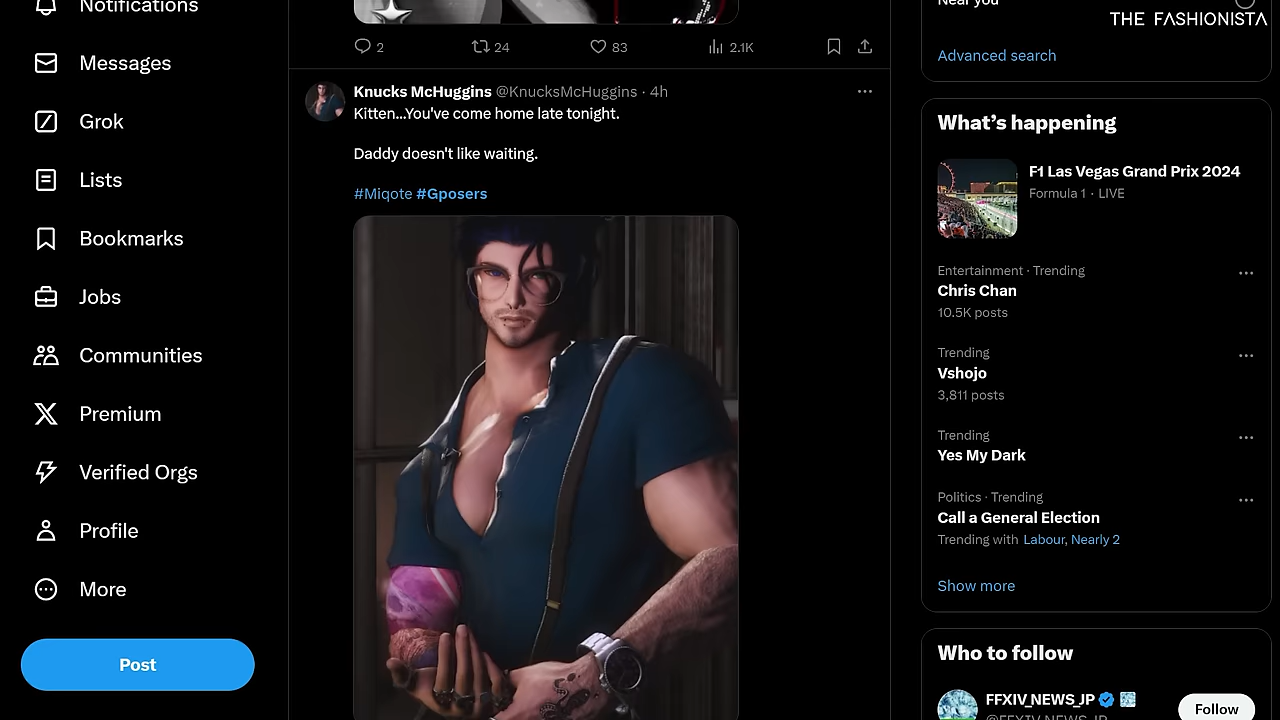 Notifications
Messages
Grok
Lists
Bookmarks
Jobs
Communities
Premium
Verified Orgs
Profile
More
Post
2 24 83 2.1K
Knucks McHuggins @KnucksMcHuggins · 4h
Kitten...You've come home late tonight.
Daddy doesn't like waiting.
#Miqote #Gposers
Near you
THE FASHIONISTA
Advanced search
What's happening
F1 Las Vegas Grand Prix 2024
Formula 1 · LIVE
Entertainment · Trending
Chris Chan
10.5K posts
Trending
Vshojo
3,811 posts
Trending
Yes My Dark
Politics · Trending
Call a General Election
Trending with Labour, Nearly 2
Show more
Who to follow
FFXIV_NEWS_JP
@FFXIV_NEWS_JP
Follow